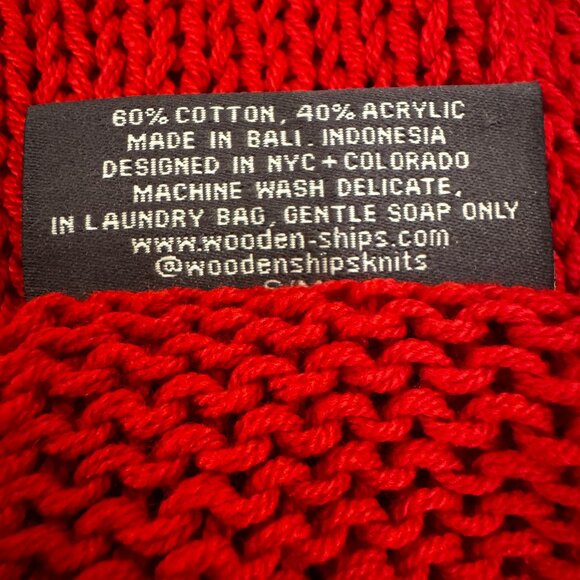 60% COTTON, 40% ACRYLIC
MADE IN BALI. INDONESIA
DESIGNED IN NYC + COLORADO
MACHINE WASH DELICATE,
IN LAUNDRY BAG, GENTLE SOAP ONLY
www.wooden-ships.com
@woodenshipsknits